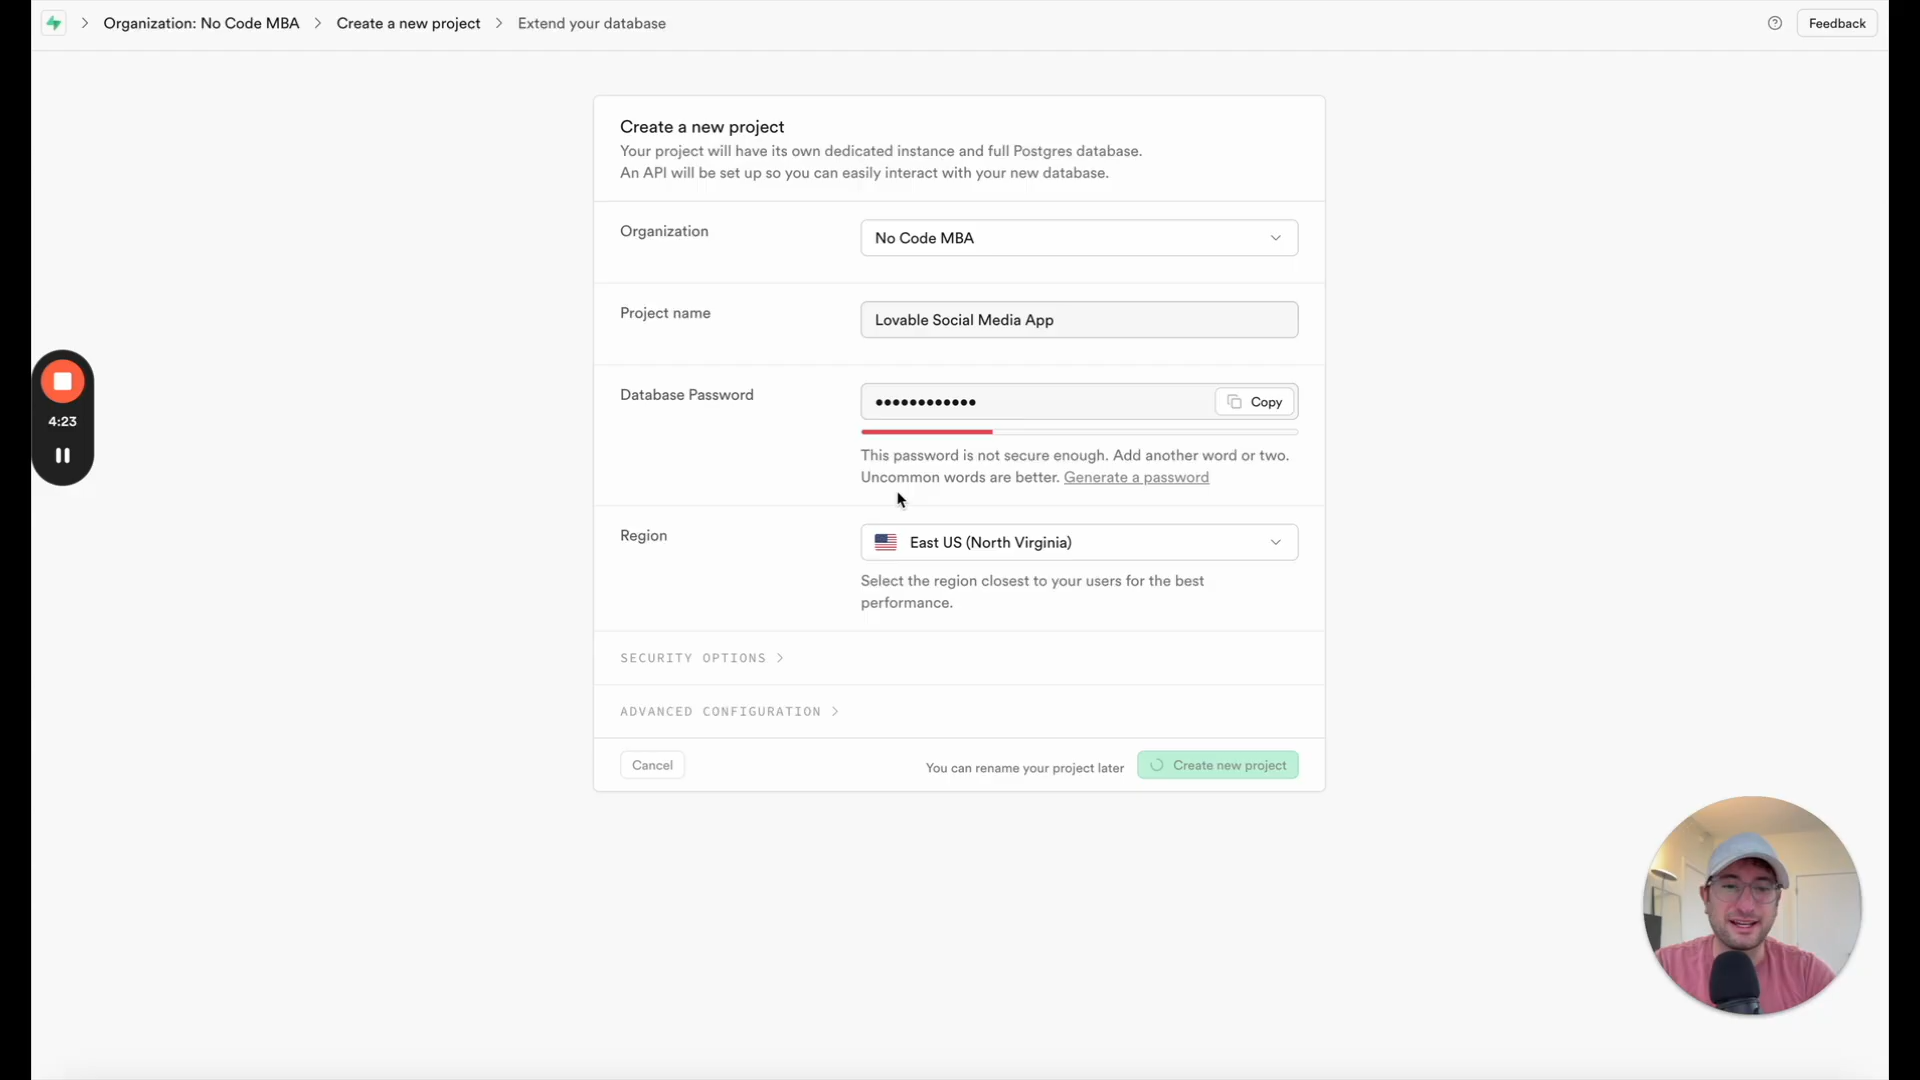 Organization: No Code MBA
Create a new project
Extend your database
Feedback
Create a new project
Your project will have its own dedicated instance and full Postgres database.
An API will be set up so you can easily interact with your new database.
Organization
No Code MBA
Project name
Lovable Social Media App
Database Password
••••••••••••
Copy
This password is not secure enough. Add another word or two.
Uncommon words are better. Generate a password
Region
East US (North Virginia)
Select the region closest to your users for the best
performance.
SECURITY OPTIONS
ADVANCED CONFIGURATION
Cancel
You can rename your project later
Create new project
4:23